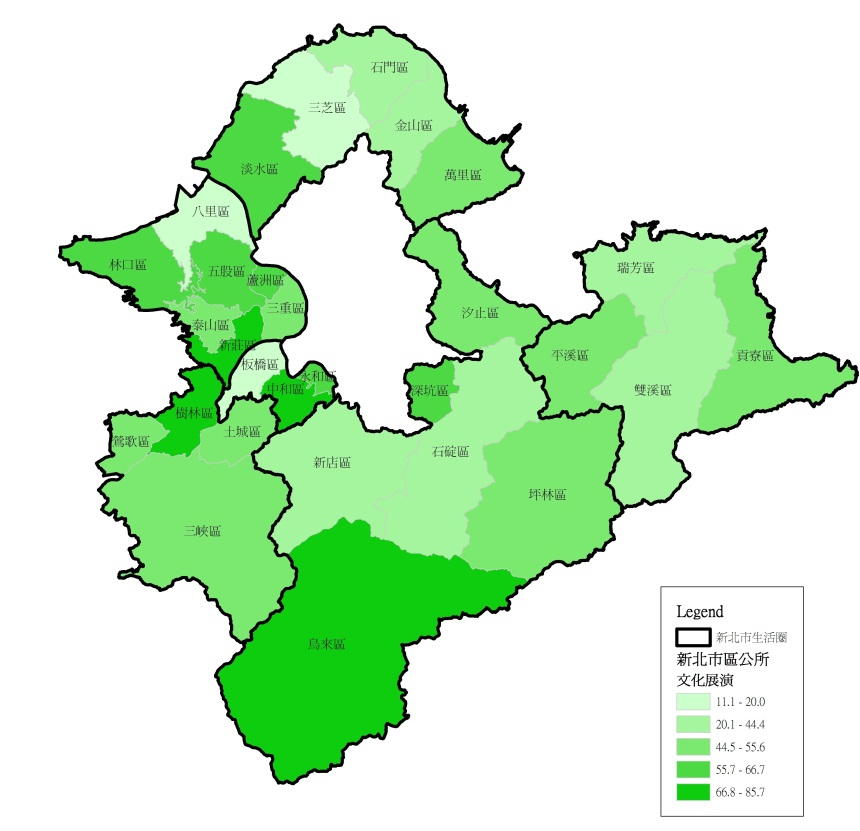 石門區
三芝區
金山區
淡水區
萬里區
八里區
林口區
五股區
蘆洲區
瑞芳區
三重區
汐止區
泰山區
新莊區
平溪區
貢寮區
板橋區
永和區
中和區
深坑區
雙溪區
樹林區
土城區
鶯歌區
石碇區
新店區
坪林區
三峽區
烏來區
Legend
新北市生活圈
新北市區公所
文化展演
11.1 - 20.0
20.1 - 44.4
44.5 - 55.6
55.7 - 66.7
66.8 - 85.7